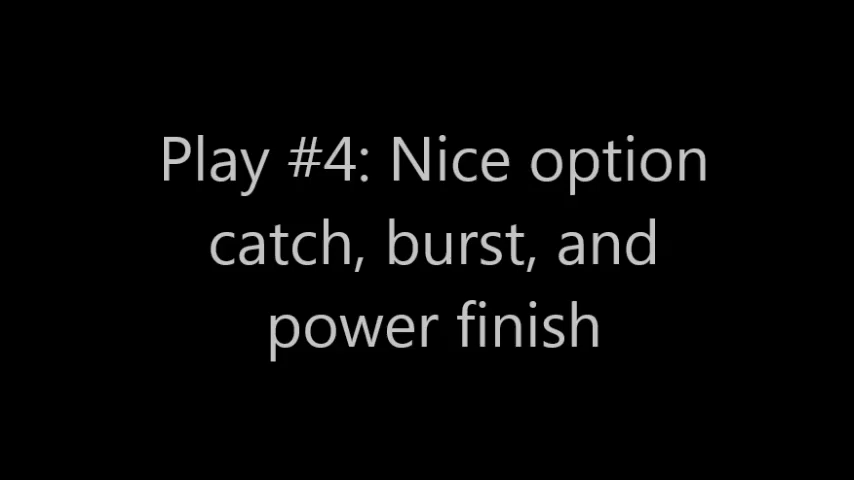 Play #4: Nice option
catch, burst, and
power finish